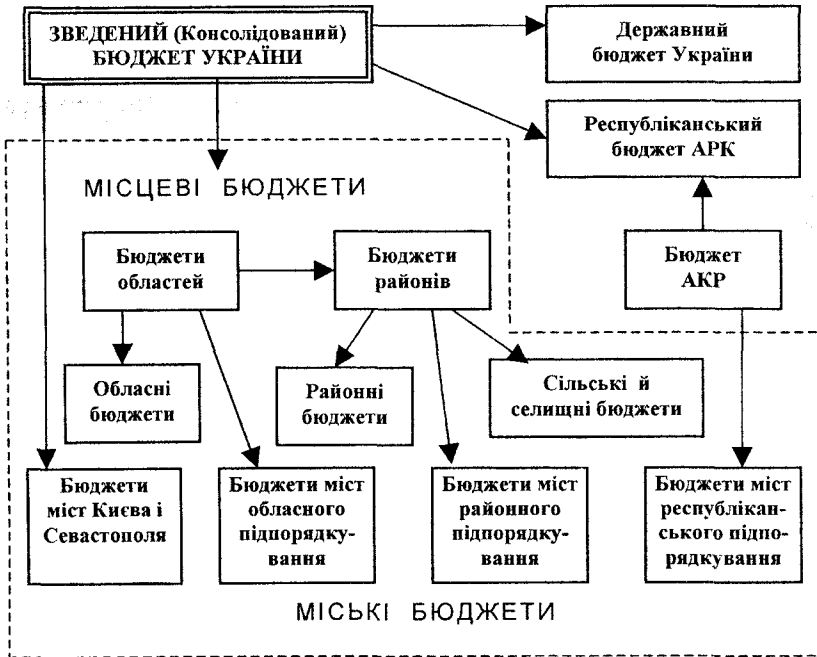 ЗВЕДЕНИЙ (Консолідований)
БЮДЖЕТ УКРАЇНИ
Державний
бюджет України
Республіканський
бюджет АРК
МІСЦЕВІ БЮДЖЕТИ
Бюджети
областей
Бюджети
районів
Бюджет
АКР
Обласні
бюджети
Районні
бюджети
Сільські й
селищні бюджети
Бюджети
міст Києва і
Севастополя
Бюджети міст
обласного
підпорядку-
вання
Бюджети міст
районного
підпорядку-
вання
Бюджети міст
республікан-
ського підпо-
рядкування
МІСЬКІ БЮДЖЕТИ